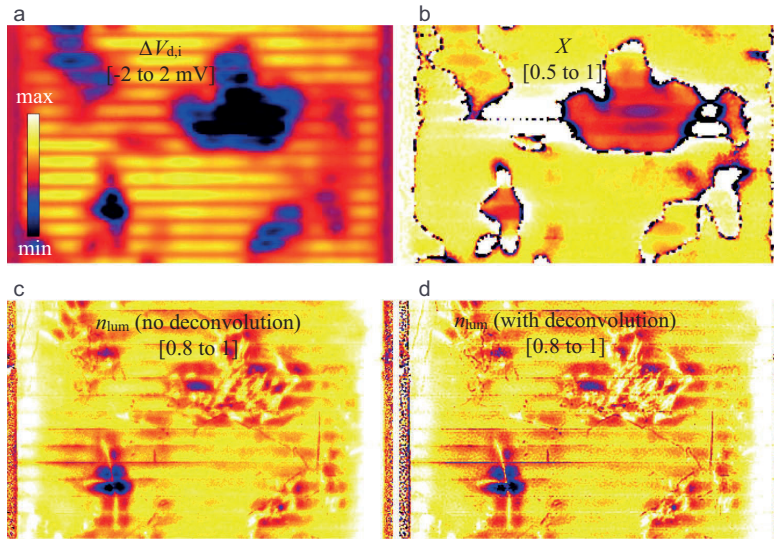 a
ΔVd,i
[-2 to 2 mV]
max
min
b
X
[0.5 to 1]
c
nlum (no deconvolution)
[0.8 to 1]
d
nlum (with deconvolution)
[0.8 to 1]